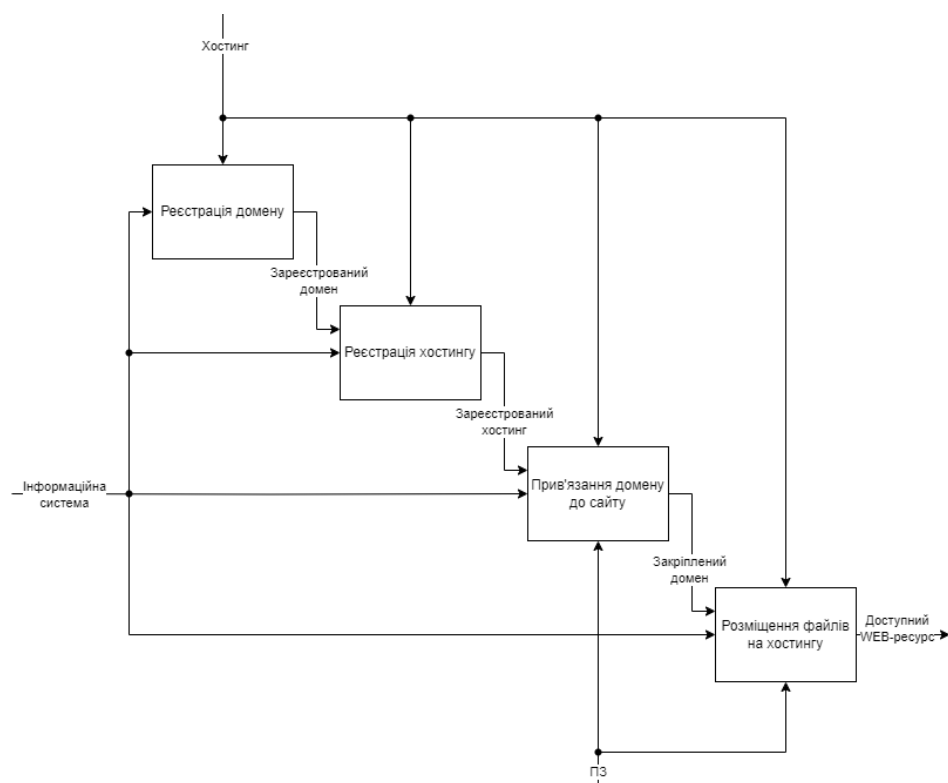 Хостинг
Реєстрація домену
Зареєстрований
домен
Реєстрація хостингу
Зареєстрований
хостинг
Інформаційна
система
Прив'язання домену
до сайту
Закріплений
домен
Розміщення файлів
на хостингу
Доступний
WEB-ресурс
ПЗ